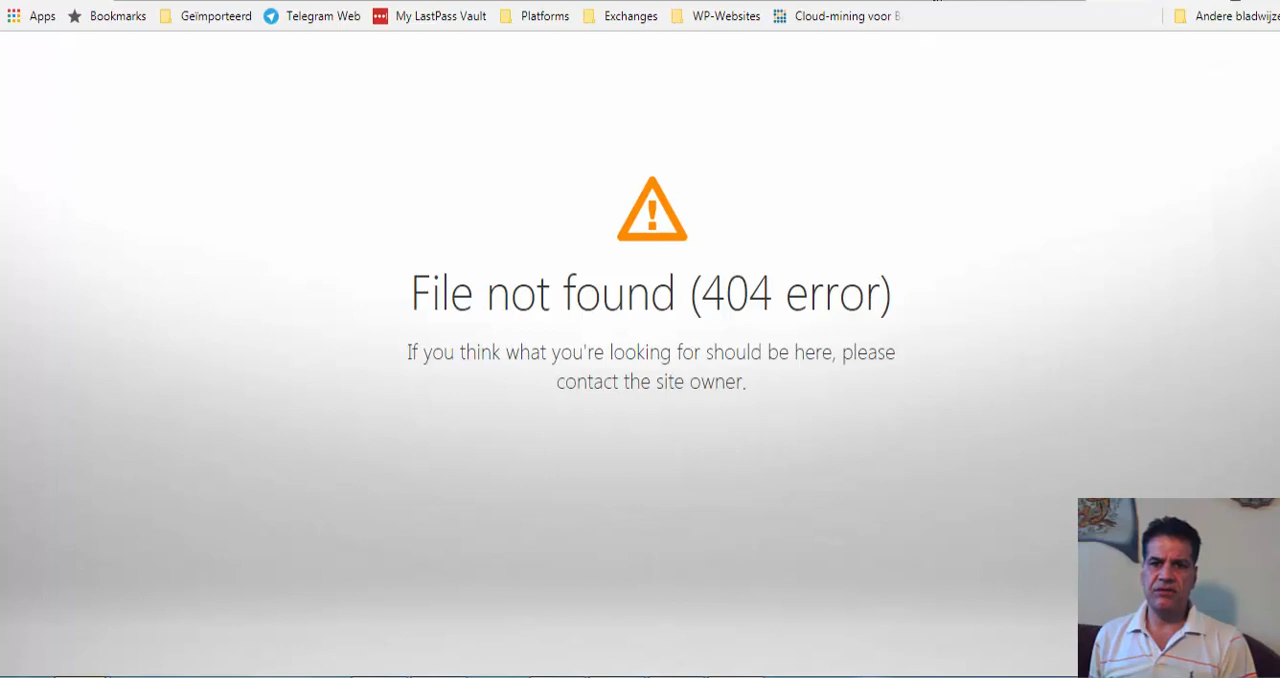 Apps Bookmarks Geïmporteerd Telegram Web My LastPass Vault Platforms Exchanges WP-Websites Cloud-mining voor B Andere bladwijze
File not found (404 error)
If you think what you're looking for should be here, please
contact the site owner.